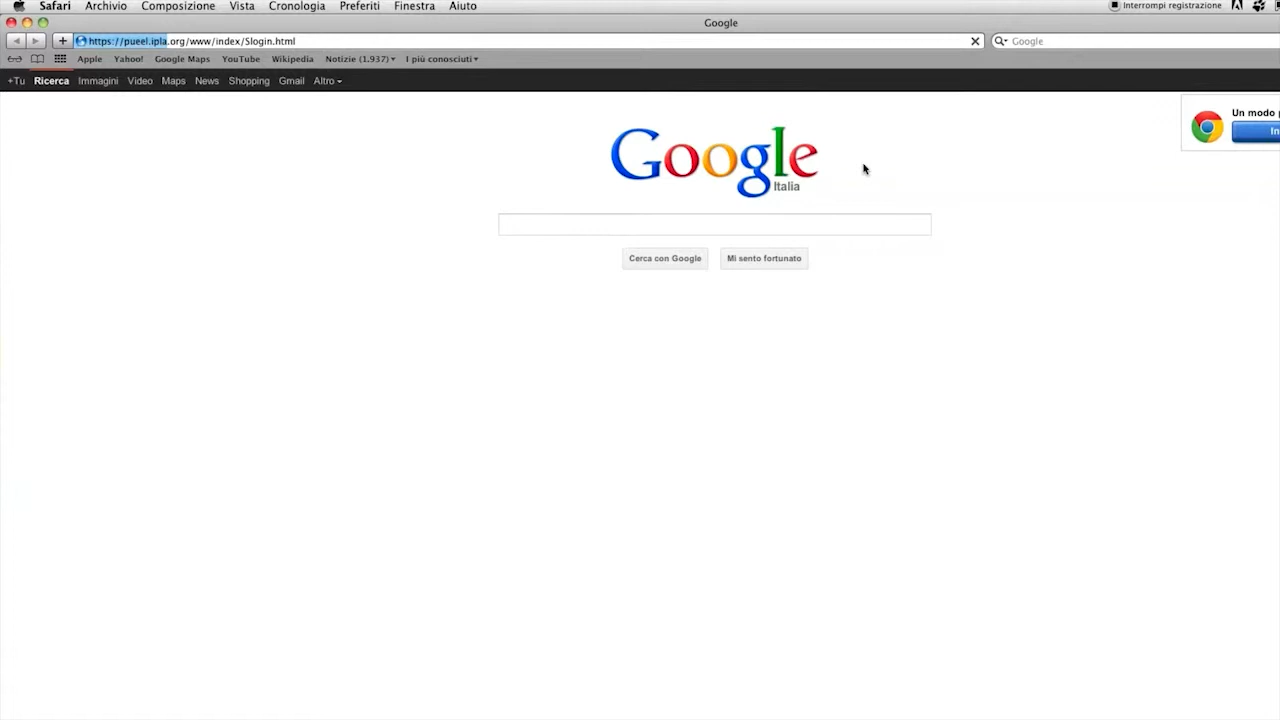 Safari Archivio Composizione Vista Cronologia Preferiti Finestra Aiuto Interrompi registrazione
Google
https://pueel.ipla.org/www/index/Slogin.html Google
Apple Yahoo! Google Maps YouTube Wikipedia Notizie (1.937) I più conosciuti
+Tu Ricerca Immagini Video Maps News Shopping Gmail Altro
Un modo
In
Google
Italia
Cerca con Google Mi sento fortunato